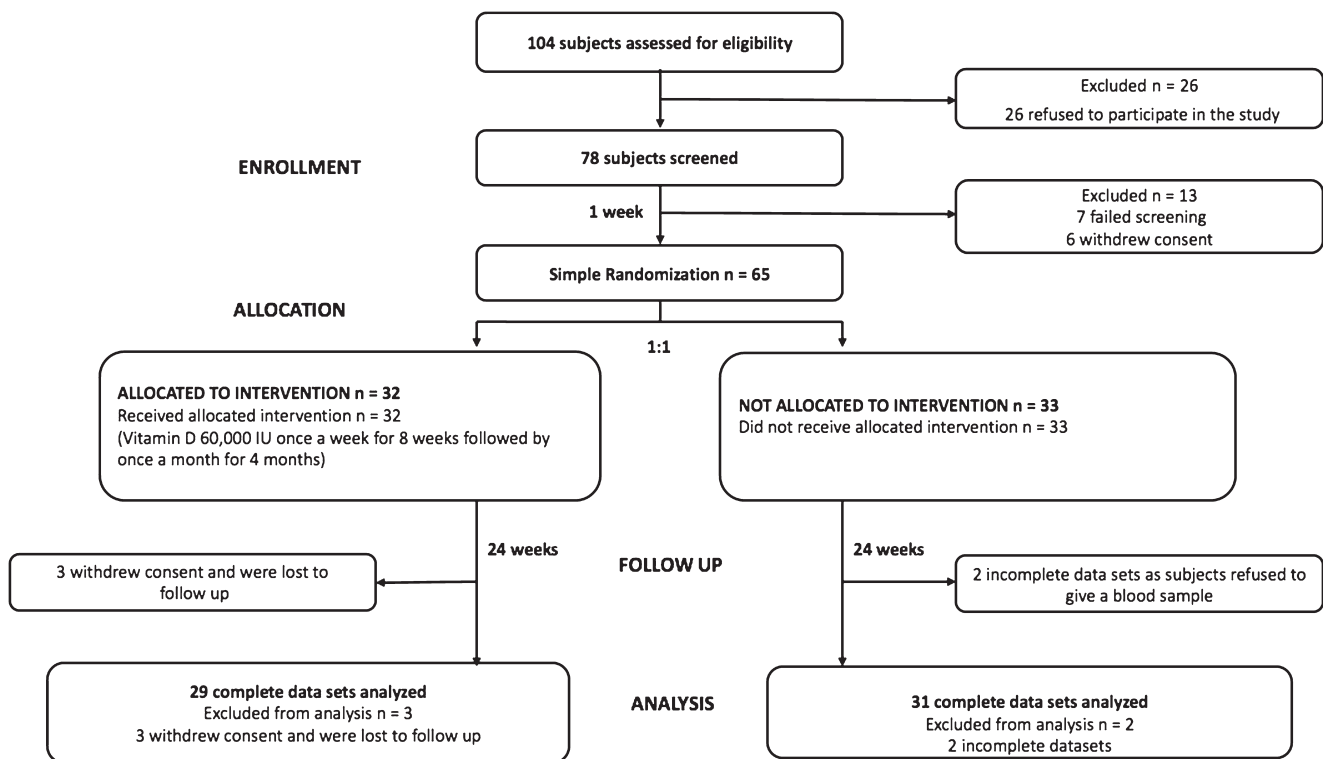 104 subjects assessed for eligibility
Excluded n = 26
26 refused to participate in the study
78 subjects screened
ENROLLMENT
Excluded n = 13
7 failed screening
6 withdrew consent
1 week
Simple Randomization n = 65
ALLOCATION
1:1
ALLOCATED TO INTERVENTION n = 32
Received allocated intervention n = 32
(Vitamin D 60,000 IU once a week for 8 weeks followed by
once a month for 4 months)
NOT ALLOCATED TO INTERVENTION n = 33
Did not receive allocated intervention n = 33
24 weeks
24 weeks
FOLLOW UP
3 withdrew consent and were lost to
follow up
2 incomplete data sets as subjects refused to
give a blood sample
29 complete data sets analyzed
Excluded from analysis n = 3
3 withdrew consent and were lost to follow up
ANALYSIS
31 complete data sets analyzed
Excluded from analysis n = 2
2 incomplete datasets